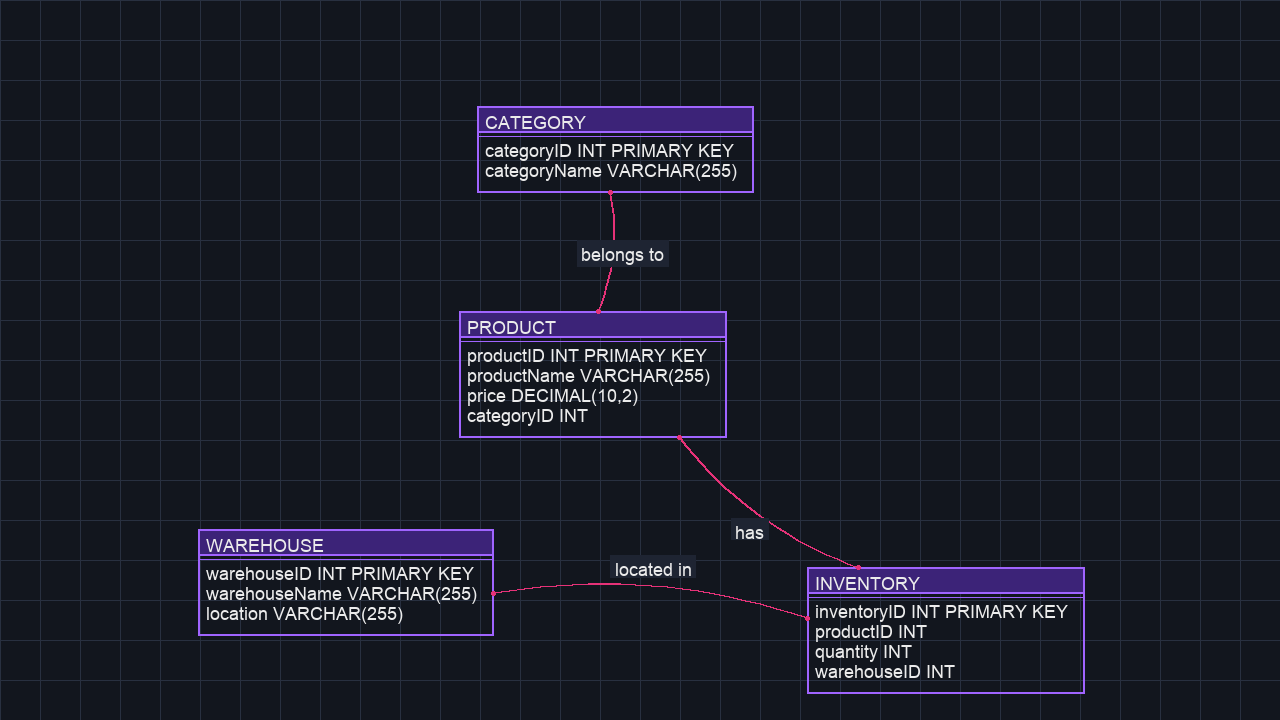 CATEGORY
categoryID INT PRIMARY KEY
categoryName VARCHAR(255)
belongs to
PRODUCT
productID INT PRIMARY KEY
productName VARCHAR(255)
price DECIMAL(10,2)
categoryID INT
has
WAREHOUSE
warehouseID INT PRIMARY KEY
warehouseName VARCHAR(255)
location VARCHAR(255)
located in
INVENTORY
inventoryID INT PRIMARY KEY
productID INT
quantity INT
warehouseID INT